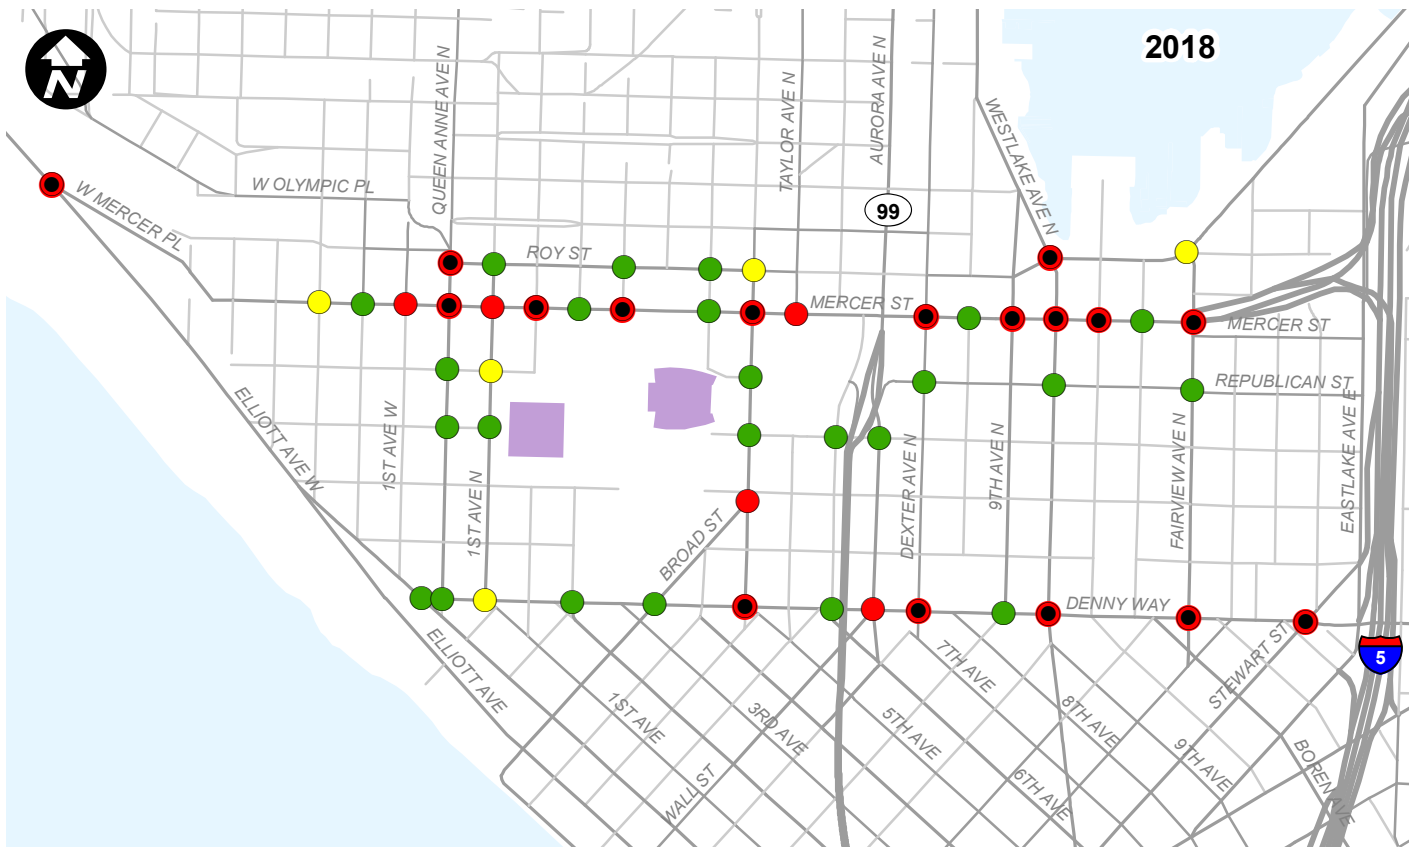 2018
N
QUEEN ANNE AVE N
TAYLOR AVE N
AURORA AVE N
WESTLAKE AVE N
W OLYMPIC PL
W MERCER PL
99
ROY ST
MERCER ST
MERCER ST
REPUBLICAN ST
ELLIOTT AVE W
1ST AVE W
1ST AVE N
BROAD ST
DEXTER AVE N
9TH AVE N
FAIRVIEW AVE N
EASTLAKE AVE E
DENNY WAY
ELLIOTT AVE
1ST AVE
3RD AVE
5TH AVE
7TH AVE
8TH AVE
STEWART ST
5
WALL ST
6TH AVE
9TH AVE
BOREN AVE